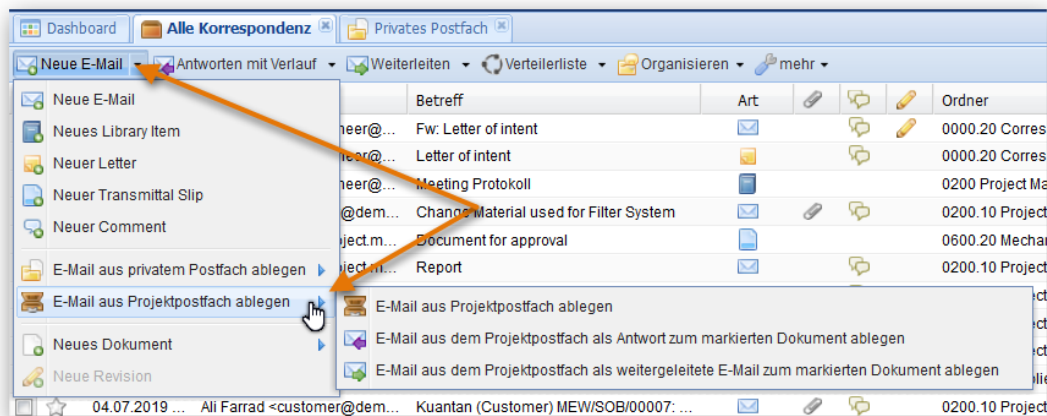 Dashboard Alle Korrespondenz Privates Postfach
Neue E-Mail Antworten mit Verlauf Weiterleiten Verteilerliste Organisieren mehr
Betreff Art Ordner
Neue E-Mail
neer@... Fw: Letter of intent 0000.20 Corres
Neues Library Item
neer@... Letter of intent 0000.20 Corres
Neuer Letter
neer@... Meeting Protokoll 0200 Project Ma
Neuer Transmittal Slip
@dem... Change Material used for Filter System 0200.10 Project
Neuer Comment
ject.m... Document for approval 0600.20 Mechar
E-Mail aus privatem Postfach ablegen
ject.m... Report 0200.10 Project
E-Mail aus Projektpostfach ablegen
E-Mail aus Projektpostfach ablegen
E-Mail aus dem Projektpostfach als Antwort zum markierten Dokument ablegen
E-Mail aus dem Projektpostfach als weitergeleitete E-Mail zum markierten Dokument ablegen
Neues Dokument
Neue Revision
04.07.2019 ... Ali Farrad <customer@dem... Kuantan (Customer) MEW/SOB/00007: ... 0200.10 Project